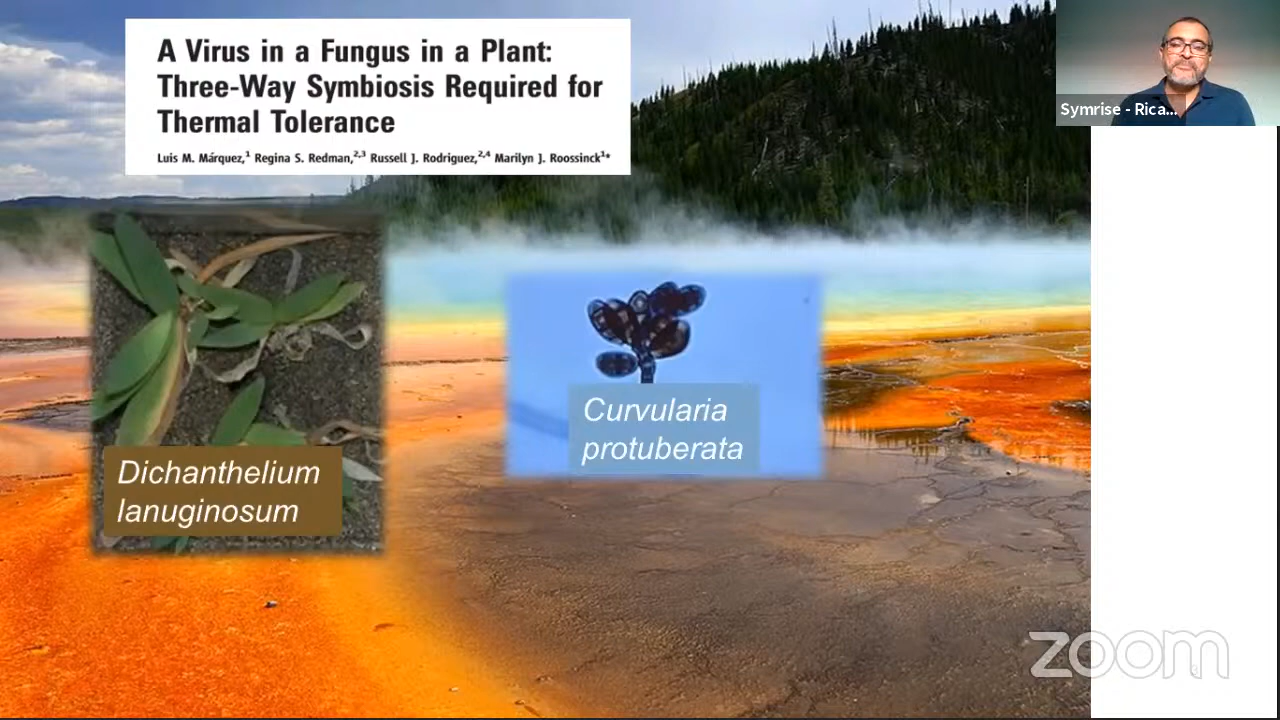 A Virus in a Fungus in a Plant:
Three-Way Symbiosis Required for
Thermal Tolerance
Luis M. Márquez,1 Regina S. Redman,2,3 Russell J. Rodriguez,2,4 Marilyn J. Roossinck1*
Symrise - Rica...
Curvularia
protuberata
Dichanthelium
lanuginosum
zoom